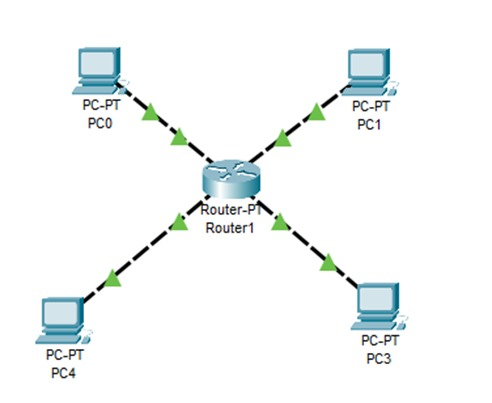 PC-PT
PC0
PC-PT
PC1
Router-PT
Router1
PC-PT
PC4
PC-PT
PC3